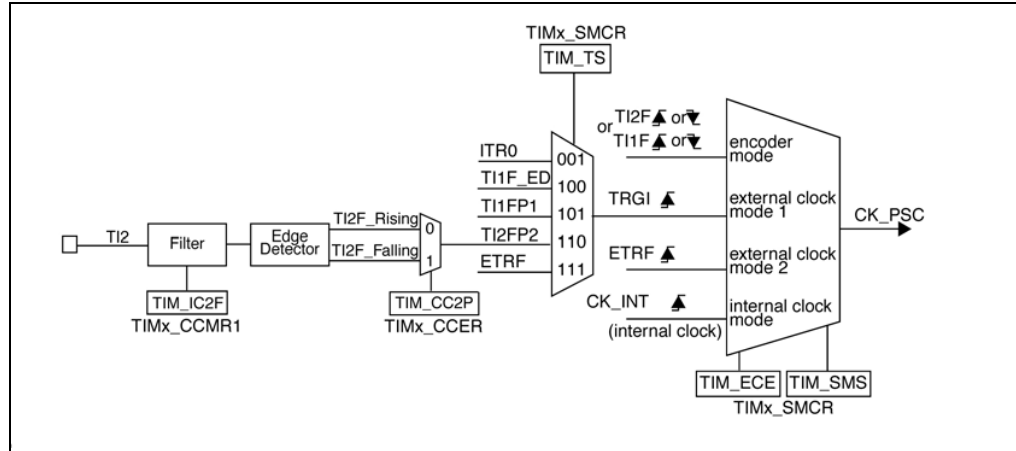 TIMx_SMCR
TIM_TS
ITR0
001
TI1F_ED
100
TI1FP1
101
TI2FP2
110
ETRF
111
TI2
Filter
Edge
Detector
TI2F_Rising
0
TI2F_Falling
1
TIM_IC2F
TIMx_CCMR1
TIM_CC2P
TIMx_CCER
or TI2F or
TI1F or
encoder
mode
TRGI
external clock
mode 1
ETRF
external clock
mode 2
CK_INT
(internal clock)
internal clock
mode
CK_PSC
TIM_ECE
TIM_SMS
TIMx_SMCR